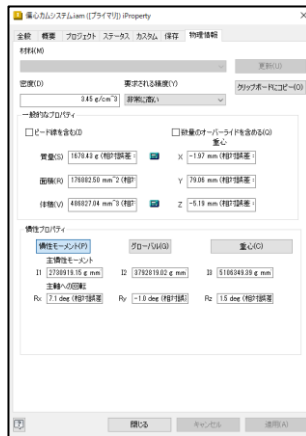 偏心カムシステム.iam ([プライマリ]) iProperty
全般 概要 プロジェクト ステータス カスタム 保存 物理情報
材料(M)
更新(U)
密度(D) 要求される精度(Y)
3.45 g/cm^3 非常に高い クリップボードにコピー(O)
一般的なプロパティ
ビード線を含む(I) 数量のオーバーライドを含める(Q)
重心
質量(S) 1678.43 g (相対誤差 = X -1.97 mm (相対誤差 =
面積(R) 176882.50 mm^2 (相対 Y 79.06 mm (相対誤差 =
体積(V) 486827.04 mm^3 (相対 Z -5.19 mm (相対誤差 =
慣性プロパティ
慣性モーメント(P) グローバル(G) 重心(C)
主慣性モーメント
I1 2738919.15 g mm I2 3792819.02 g mm I3 5106349.39 g mm
主軸への回転
Rx 7.1 deg (相対誤差 Ry -1.0 deg (相対誤差 Rz 1.5 deg (相対誤差
閉じる キャンセル 適用(A)